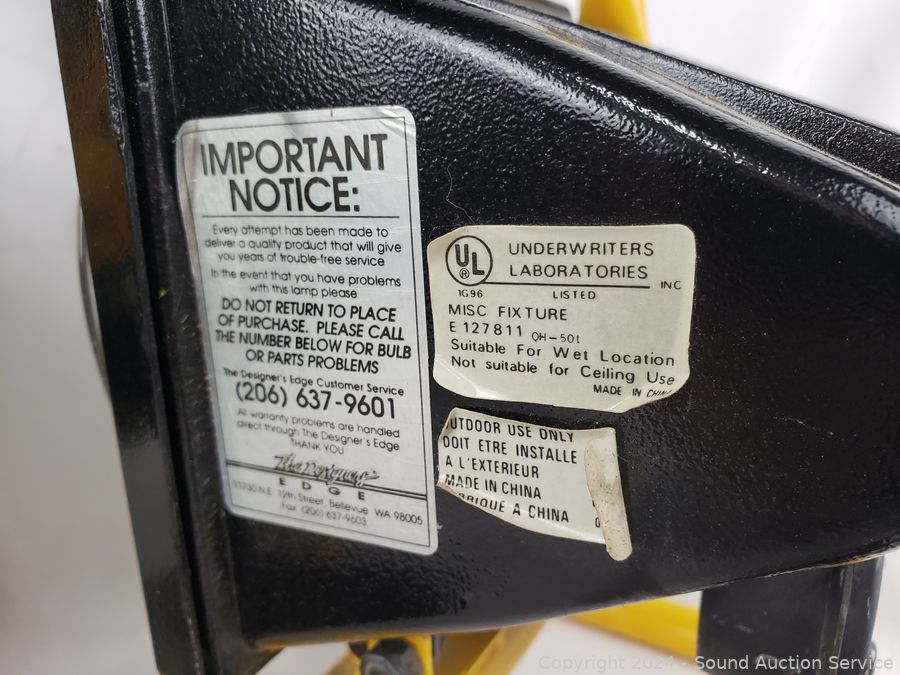 IMPORTANT
NOTICE:
Every attempt has been made to
deliver a quality product that will give
you years of trouble-free service
In the event that you have problems
with this lamp please
DO NOT RETURN TO PLACE
OF PURCHASE. PLEASE CALL
THE NUMBER BELOW FOR BULB
OR PARTS PROBLEMS
The Designer's Edge Customer Service
(206) 637-9601
All warranty problems are handled
direct through The Designer's Edge
THANK YOU
The Designer's
EDGE
11730 N.E. 12th Street, Bellevue WA 98005
Fax (206) 637-9603
UL
®
UNDERWRITERS
LABORATORIES INC
1G96 LISTED
MISC FIXTURE
E 127811 QH-501
Suitable For Wet Location
Not suitable for Ceiling Use
MADE IN CHINA
UTDOOR USE ONLY
DOIT ETRE INSTALLE
A L'EXTERIEUR
MADE IN CHINA
BRIQUE A CHINA
Copyright 2024 - Sound Auction Service